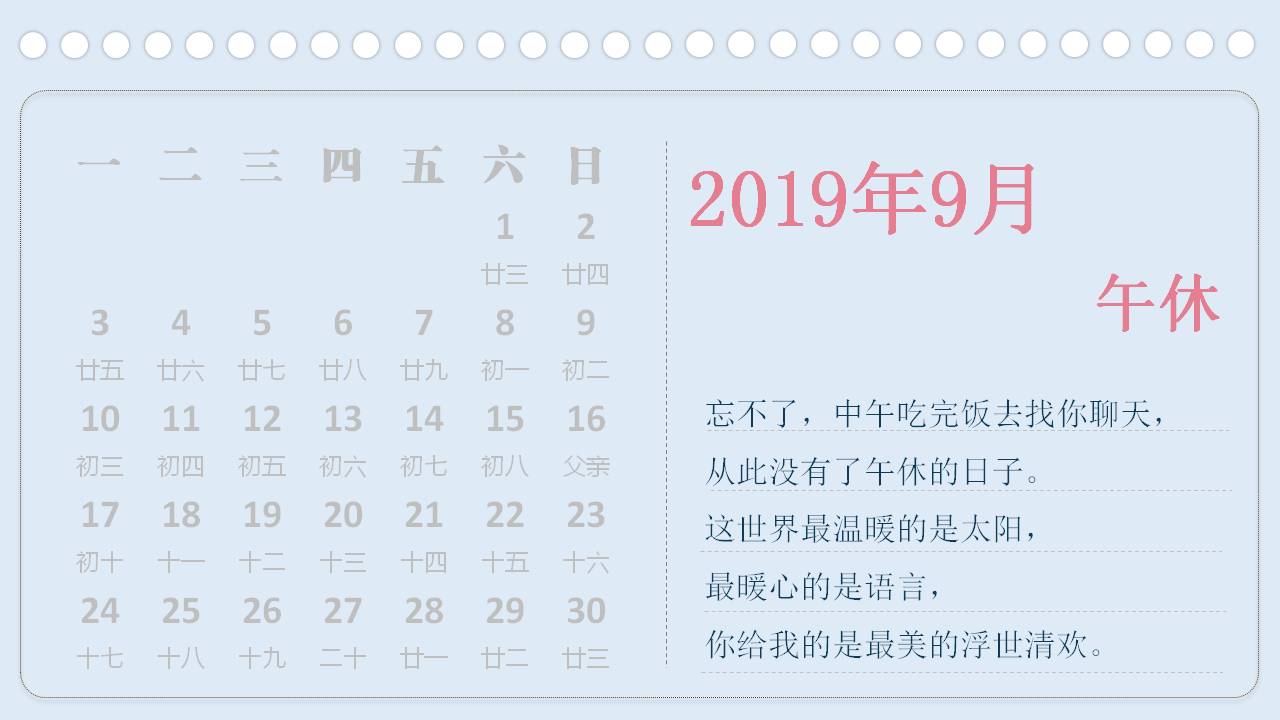 一 二 三 四 五 六 日
1 2
廿三 廿四
3 4 5 6 7 8 9
廿五 廿六 廿七 廿八 廿九 初一 初二
10 11 12 13 14 15 16
初三 初四 初五 初六 初七 初八 父亲
17 18 19 20 21 22 23
初十 十一 十二 十三 十四 十五 十六
24 25 26 27 28 29 30
十七 十八 十九 二十 廿一 廿二 廿三
2019年9月
午休
忘不了，中午吃完饭去找你聊天，
从此没有了午休的日子。
这世界最温暖的是太阳，
最暖心的是语言，
你给我的是最美的浮世清欢。